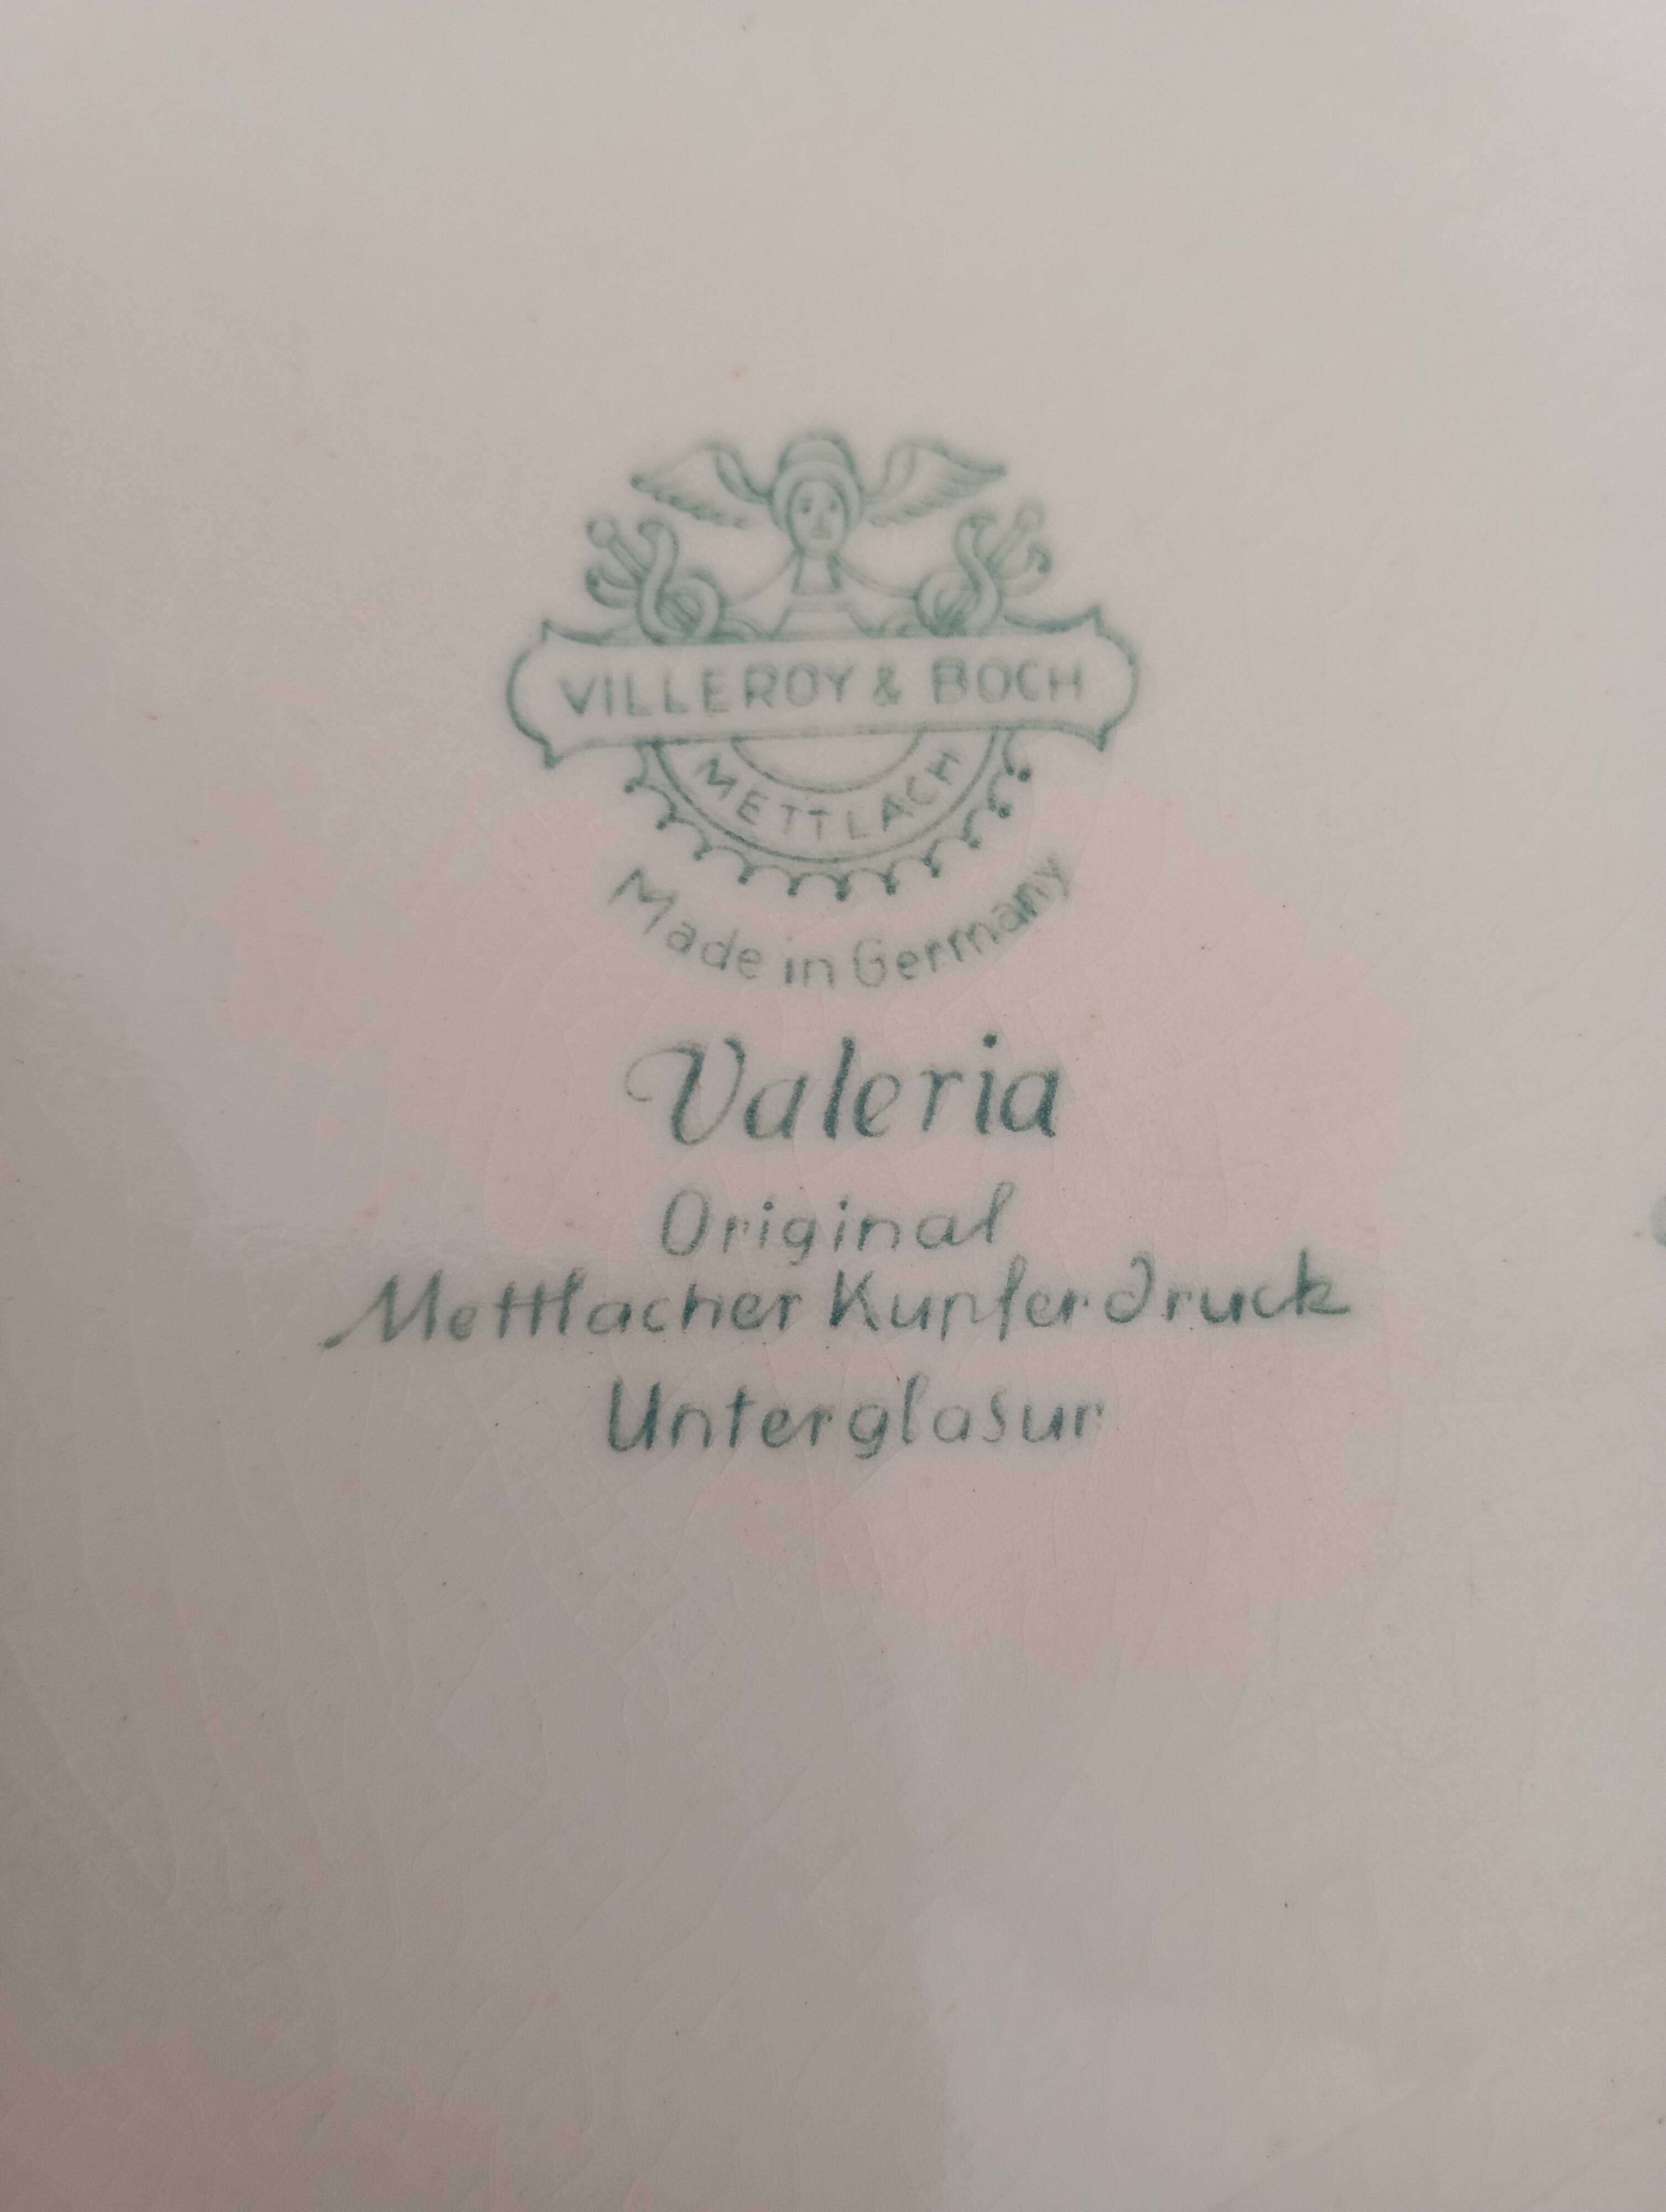 VILLEROY & BOCH
METTLACH
Made in Germany
Valeria
Original
Mettlacher Kupferdruck
Unterglasur